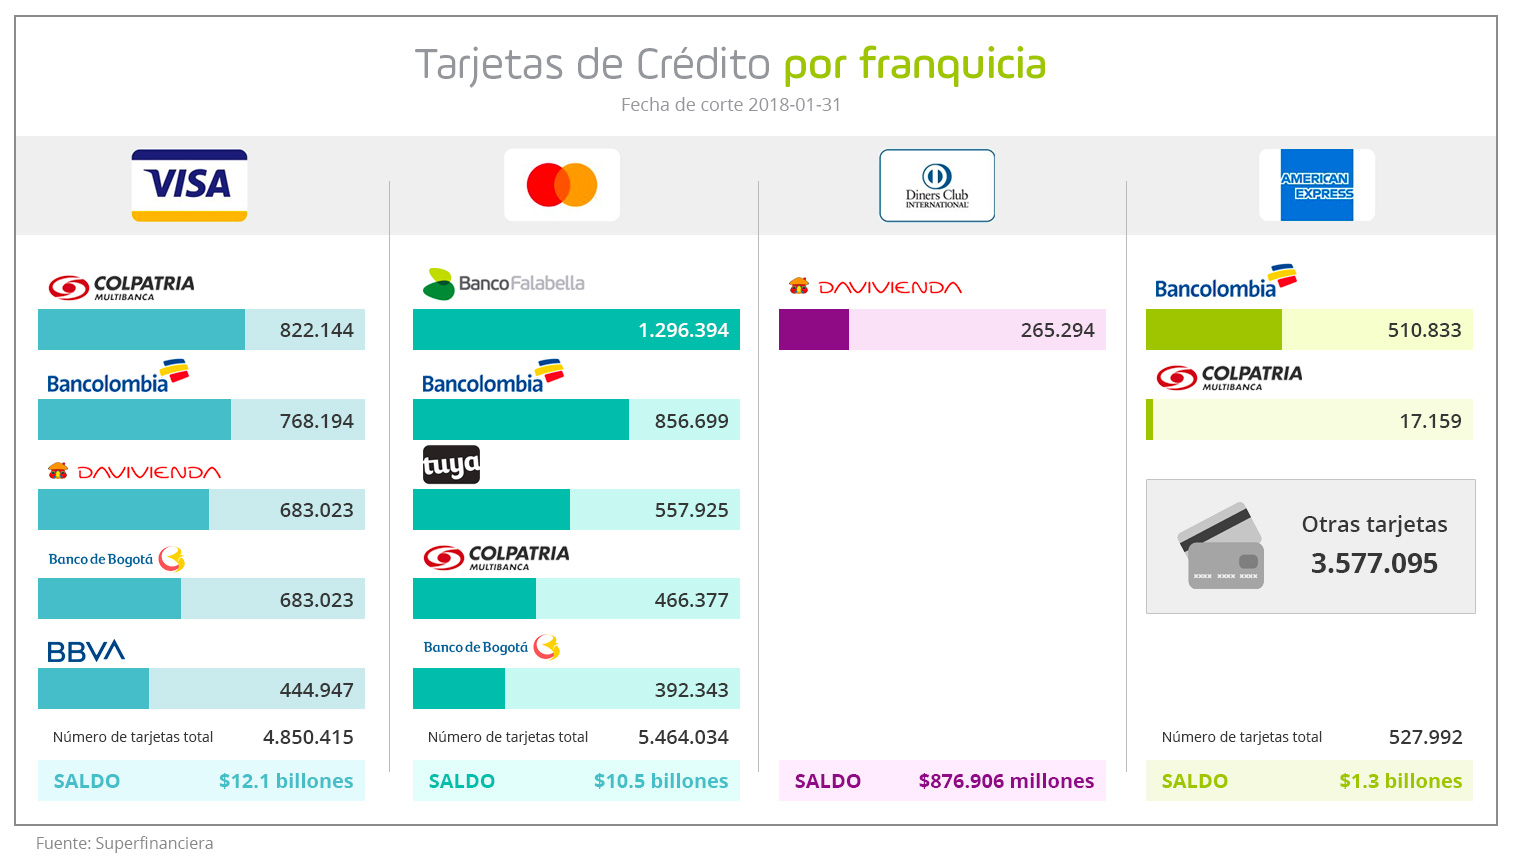 Tarjetas de Crédito por franquicia
Fecha de corte 2018-01-31
VISA
COLPATRIA
MULTIBANCA
822.144
Bancolombia
768.194
DAVIVIENDA
683.023
Banco de Bogotá
683.023
BBVA
444.947
Número de tarjetas total 4.850.415
SALDO $12.1 billones
Banco Falabella
1.296.394
Bancolombia
856.699
tuya
557.925
COLPATRIA
MULTIBANCA
466.377
Banco de Bogotá
392.343
Número de tarjetas total 5.464.034
SALDO $10.5 billones
Diners Club
INTERNATIONAL
DAVIVIENDA
265.294
SALDO $876.906 millones
AMERICAN
EXPRESS
Bancolombia
510.833
COLPATRIA
MULTIBANCA
17.159
Otras tarjetas
3.577.095
xxxx xxxx xxxx
Número de tarjetas total 527.992
SALDO $1.3 billones
Fuente: Superfinanciera